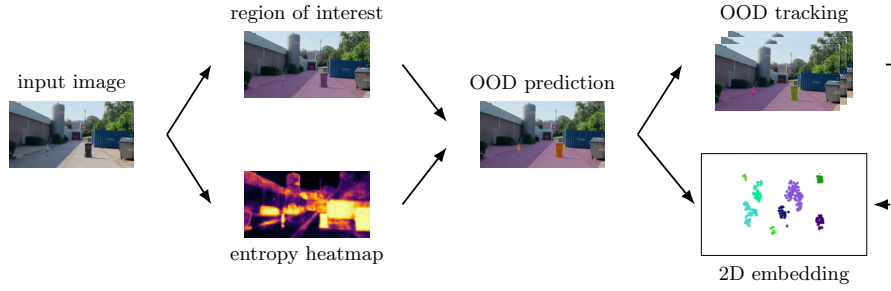 region of interest
OOD tracking
input image
OOD prediction
entropy heatmap
2D embedding